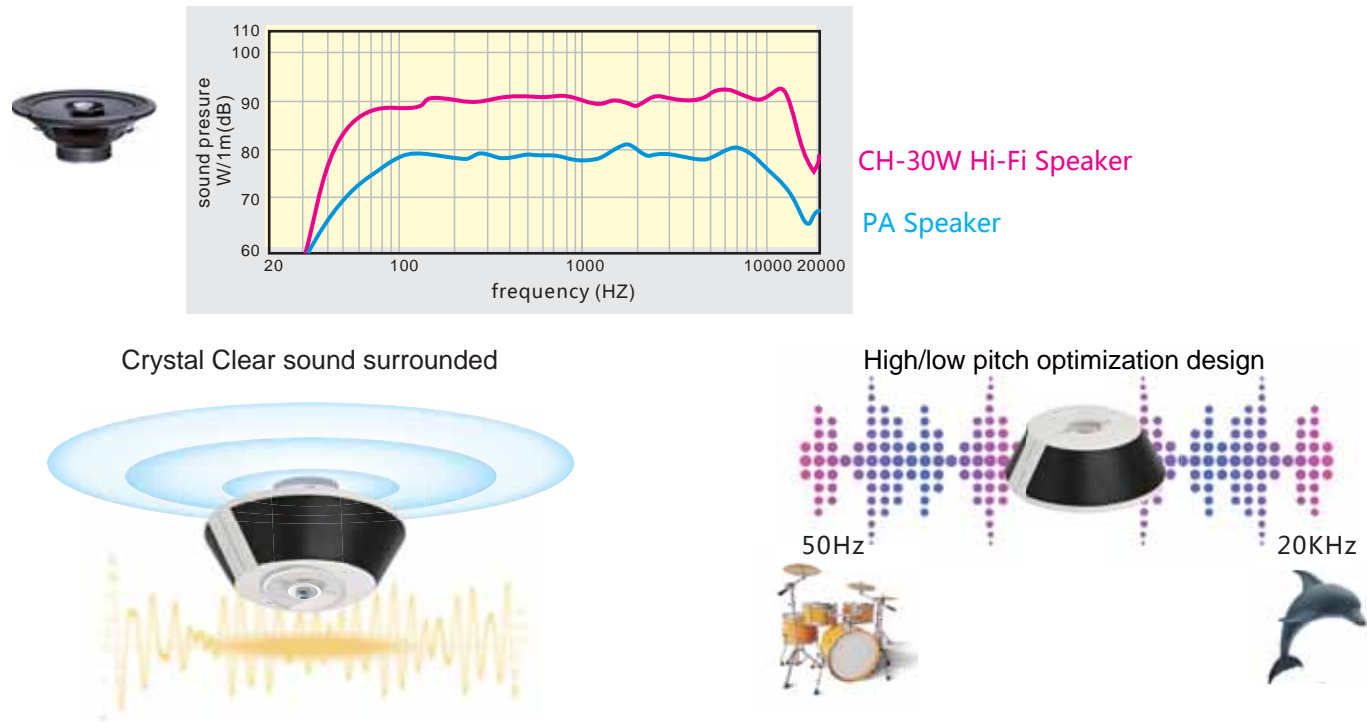 110
100
90
80
70
60
sound presure
W/1m(dB)
20
100
1000
10000 20000
frequency (HZ)
CH-30W Hi-Fi Speaker
PA Speaker
Crystal Clear sound surrounded
High/low pitch optimization design
50Hz
20KHz